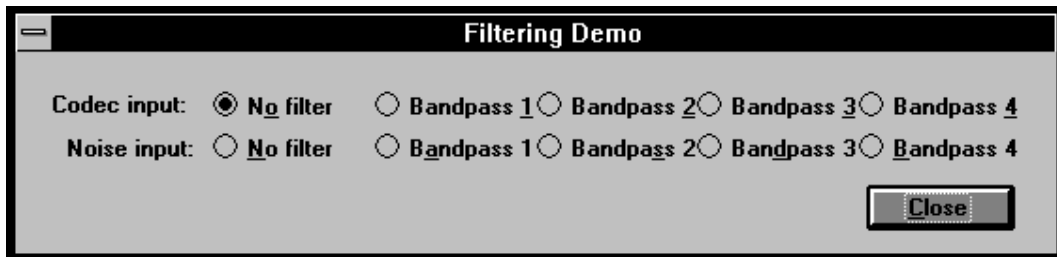 Filtering Demo
Codec input: No filter Bandpass 1 Bandpass 2 Bandpass 3 Bandpass 4
Noise input: No filter Bandpass 1 Bandpass 2 Bandpass 3 Bandpass 4
Close